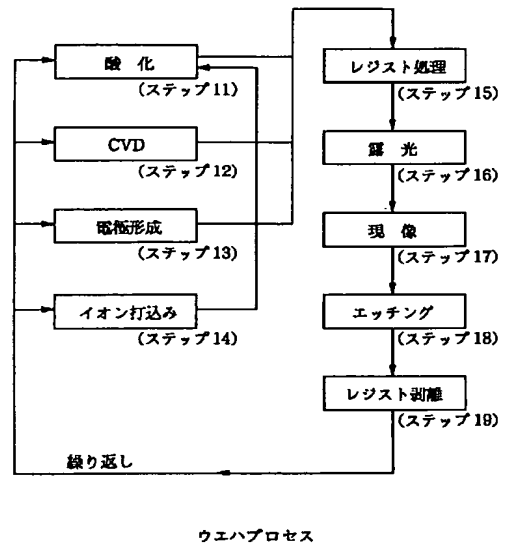 酸 化
(ステップ11)
CVD
(ステップ12)
電極形成
(ステップ13)
イオン打込み
(ステップ14)
レジスト処理
(ステップ15)
露 光
(ステップ16)
現 像
(ステップ17)
エッチング
(ステップ18)
レジスト剥離
(ステップ19)
繰り返し
ウエハプロセス